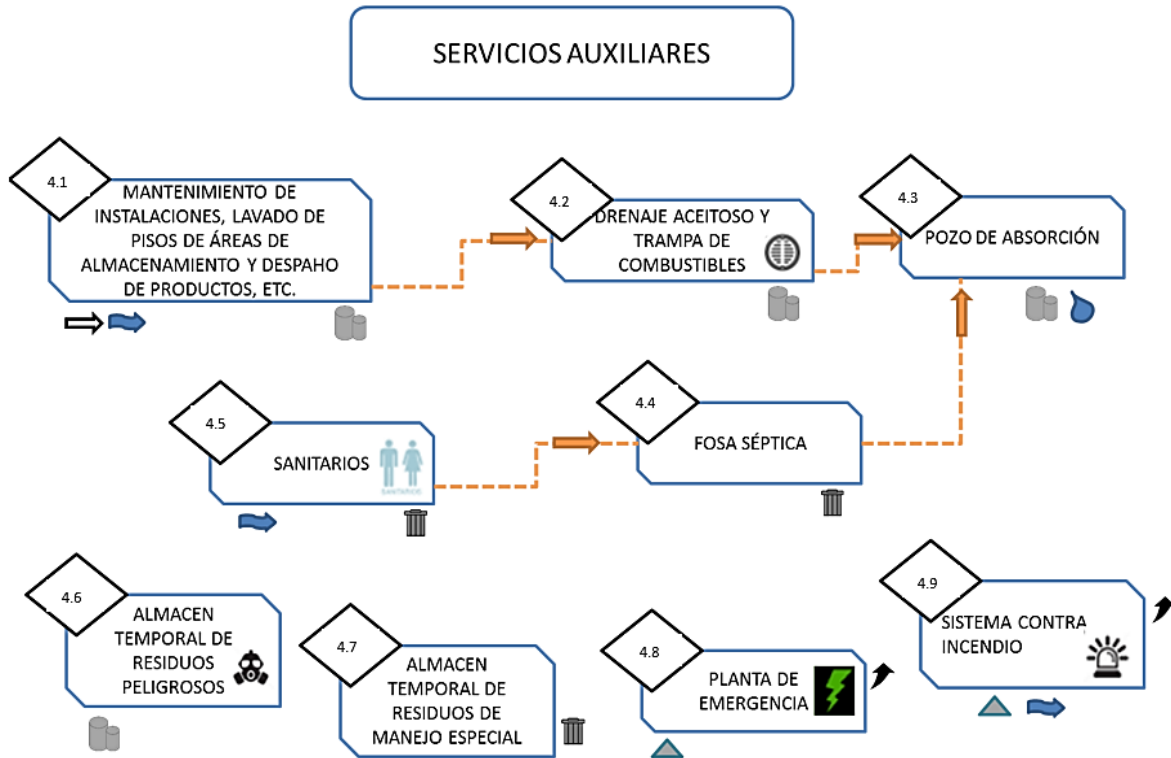 SERVICIOS AUXILIARES
4.1
MANTENIMIENTO DE
INSTALACIONES, LAVADO DE
PISOS DE ÁREAS DE
ALMACENAMIENTO Y DESPAHO
DE PRODUCTOS, ETC.
4.2
DRENAJE ACEITOSO Y
TRAMPA DE
COMBUSTIBLES
4.3
POZO DE ABSORCIÓN
4.5
SANITARIOS
SANITARIOS
4.4
FOSA SÉPTICA
4.6
ALMACEN
TEMPORAL DE
RESIDUOS
PELIGROSOS
4.7
ALMACEN
TEMPORAL DE
RESIDUOS DE
MANEJO ESPECIAL
4.8
PLANTA DE
EMERGENCIA
4.9
SISTEMA CONTRA
INCENDIO